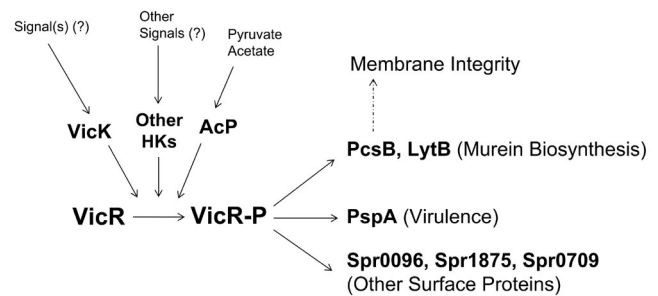 Signal(s) (?)
Other
Signals (?)
Pyruvate
Acetate
VicK
Other
HKs
AcP
VicR
VicR-P
Membrane Integrity
PcsB, LytB (Murein Biosynthesis)
PspA (Virulence)
Spr0096, Spr1875, Spr0709
(Other Surface Proteins)